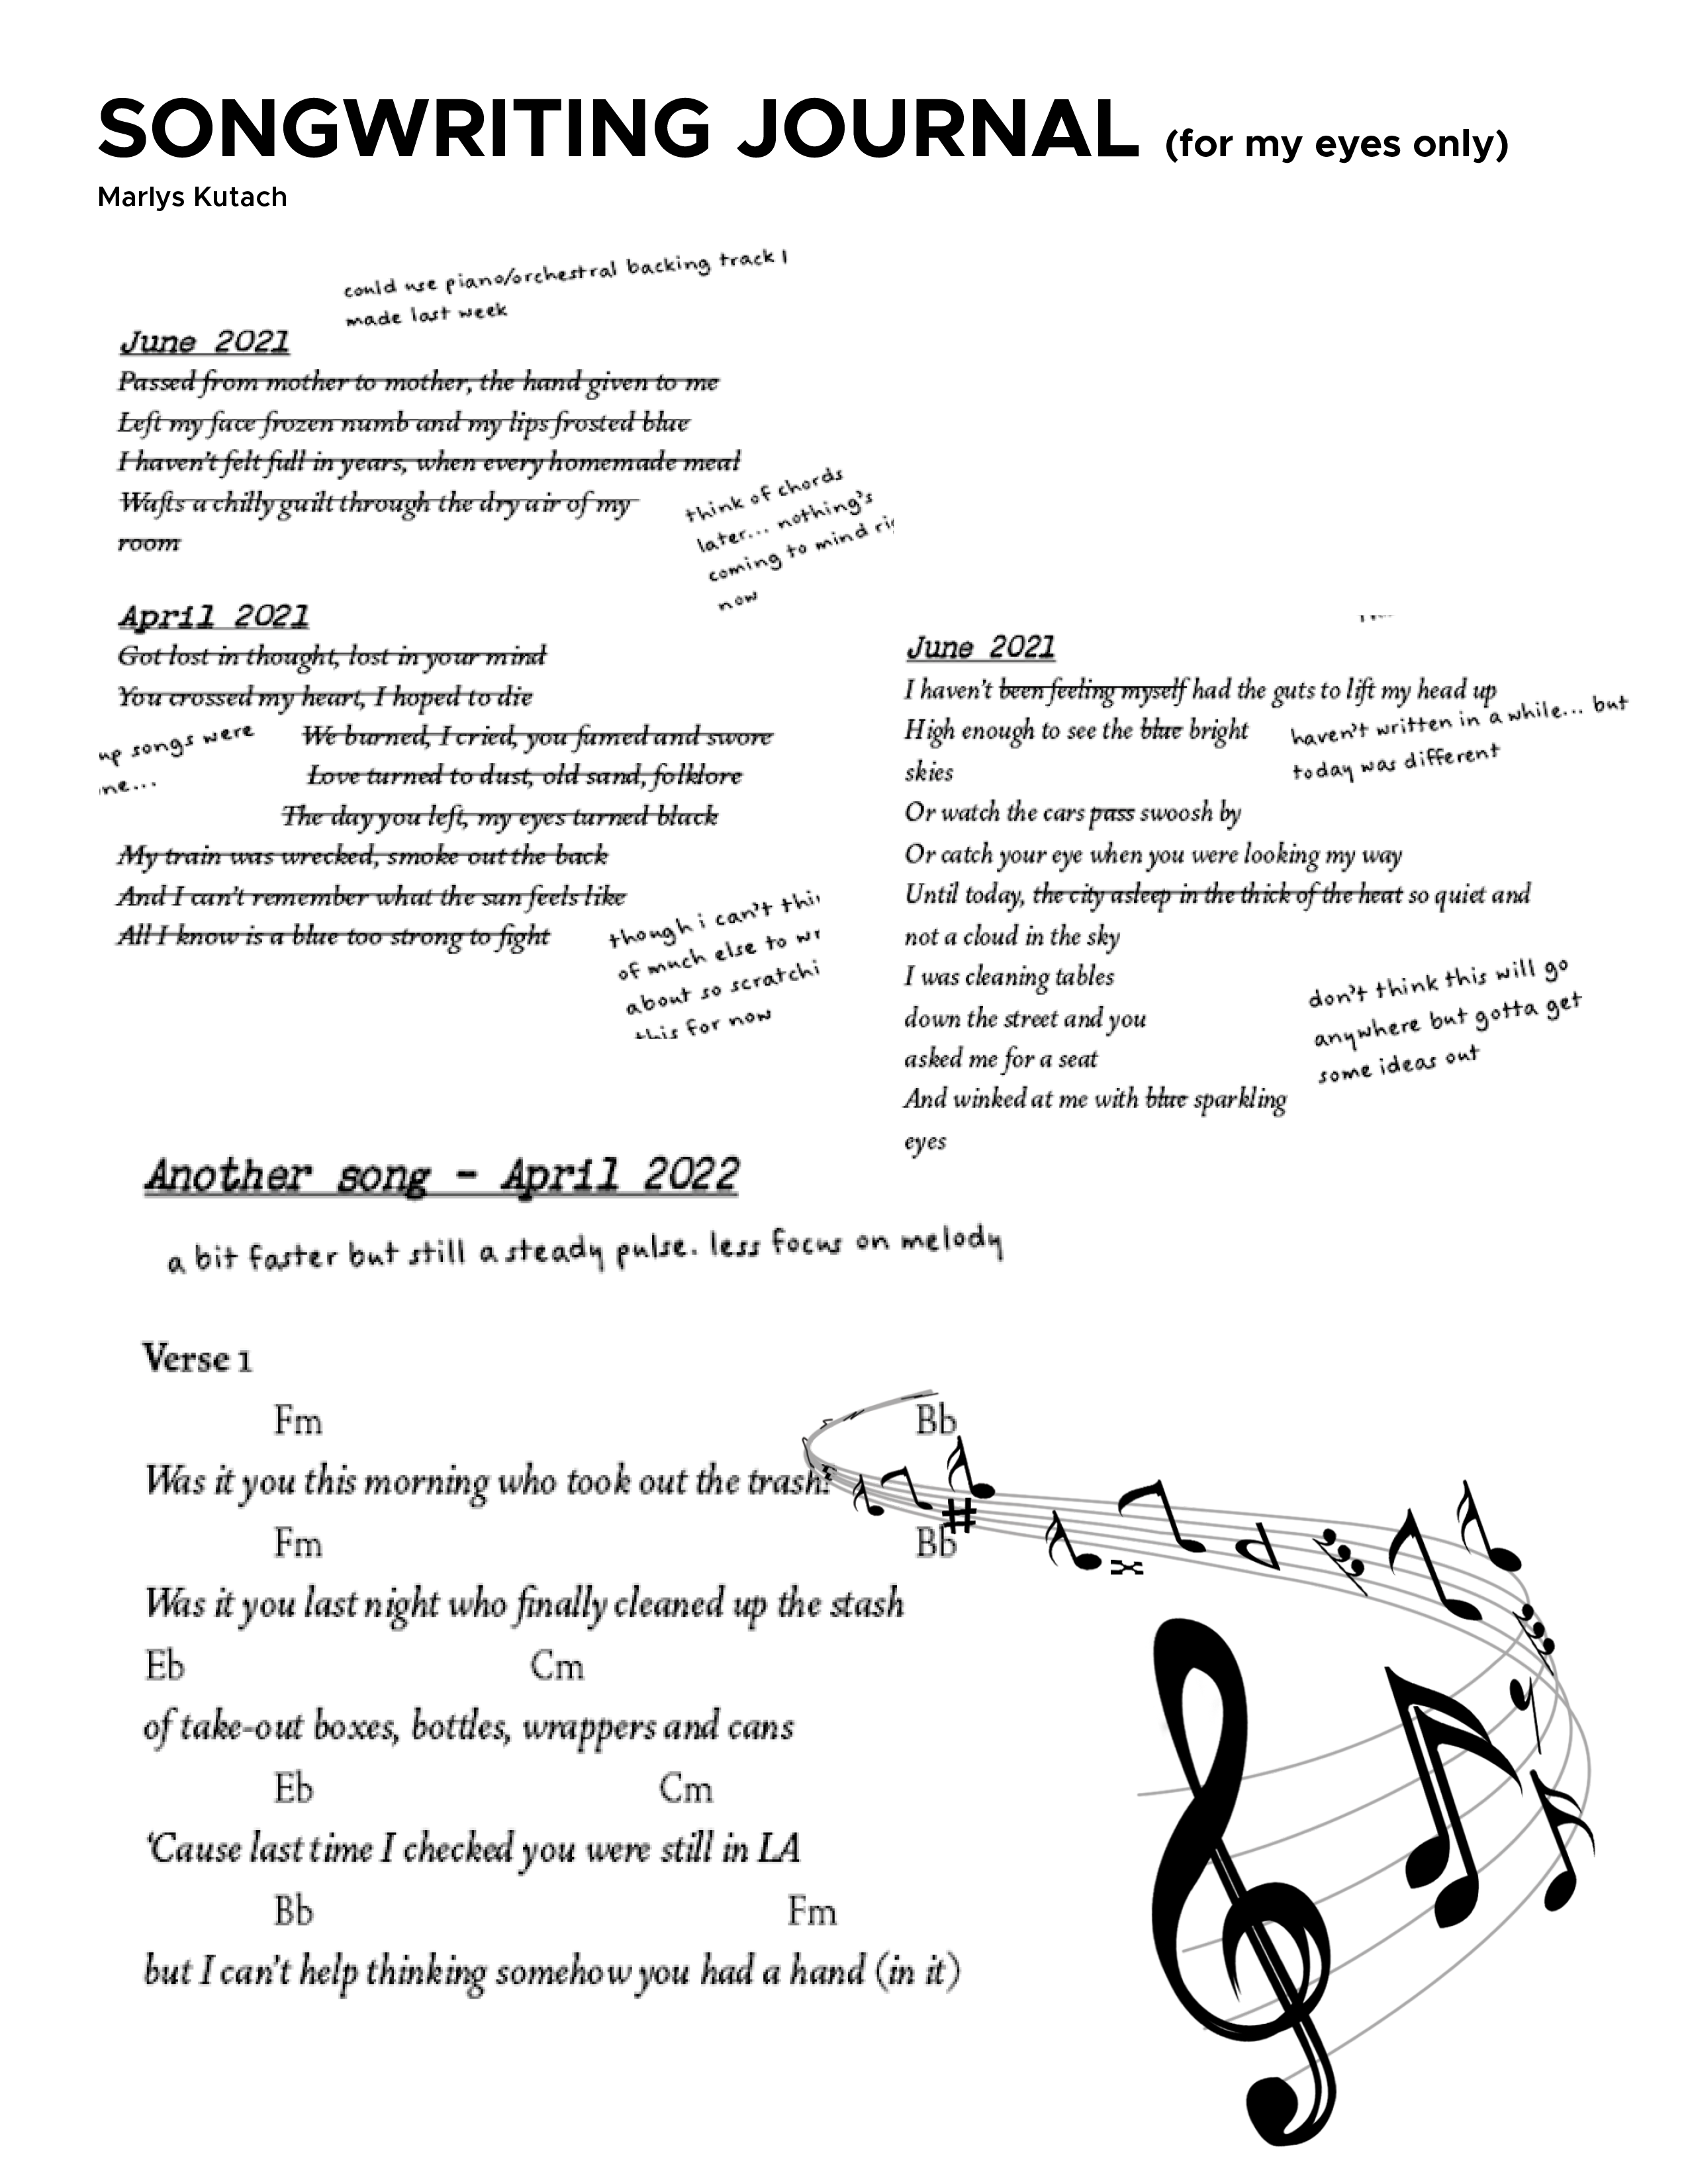 SONGWRITING JOURNAL (for my eyes only)
Marlys Kutach
could use piano/orchestral backing track I
made last week
June 2021
Passed from mother to mother, the hand given to me
Left my face frozen numb and my lips frosted blue
I haven't felt full in years, when every homemade meal
Wafts a chilly guilt through the dry air of my
room
think of chords
later... nothing's
coming to mind
now
April 2021
Got lost in thought, lost in your mind
You crossed my heart, I hoped to die
We burned, I cried, you fumed and swore
up songs were
Love turned to dust, old sand, folklore
The day you left, my eyes turned black
My train was wrecked, smoke out the back
And I can't remember what the sun feels like
All I know is a blue too strong to fight
though i can't
of much else to
about so
this for now
June 2021
I haven't been feeling myself had the guts to lift my head up
High enough to see the blue bright
skies
haven't written in a while... but
today was different
Or watch the cars pass swoosh by
Or catch your eye when you were looking my way
Until today, the city asleep in the thick of the heat so quiet and
not a cloud in the sky
I was cleaning tables
down the street and you
asked me for a seat
And winked at me with blue sparkling
eyes
don't think this will go
anywhere but gotta get
some ideas out
Another song - April 2022
a bit faster but still a steady pulse. less focus on melody
Verse 1
Fm Bb
Was it you this morning who took out the trash?
Fm Bb
Was it you last night who finally cleaned up the stash
Eb Cm
of take-out boxes, bottles, wrappers and cans
Eb Cm
‘Cause last time I checked you were still in LA
Bb Fm
but I can't help thinking somehow you had a hand (in it)